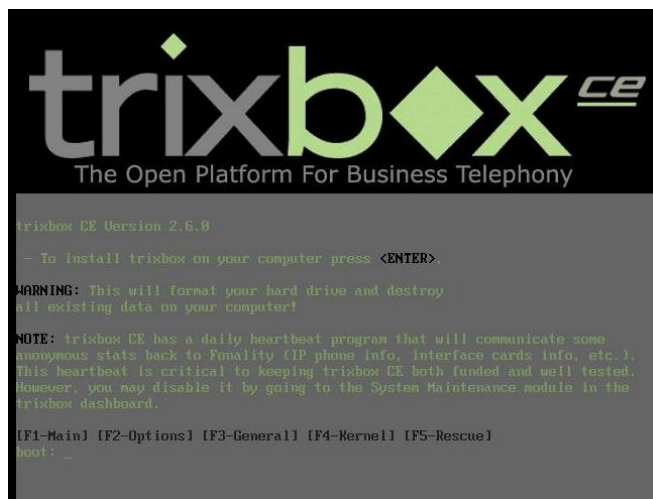 trixbox ce
The Open Platform For Business Telephony
trixbox CE Version 2.6.0
- To install trixbox on your computer press <ENTER>.
WARNING: This will format your hard drive and destroy
all existing data on your computer!
NOTE: trixbox CE has a daily heartbeat program that will communicate some
anonymous stats back to Fonality (IP phone info, interface cards info, etc.).
This heartbeat is critical to keeping trixbox CE both funded and well tested.
However, you may disable it by going to the System Maintenance module in the
trixbox dashboard.
[F1-Main] [F2-Options] [F3-General] [F4-Kernel] [F5-Rescue]
boot: _